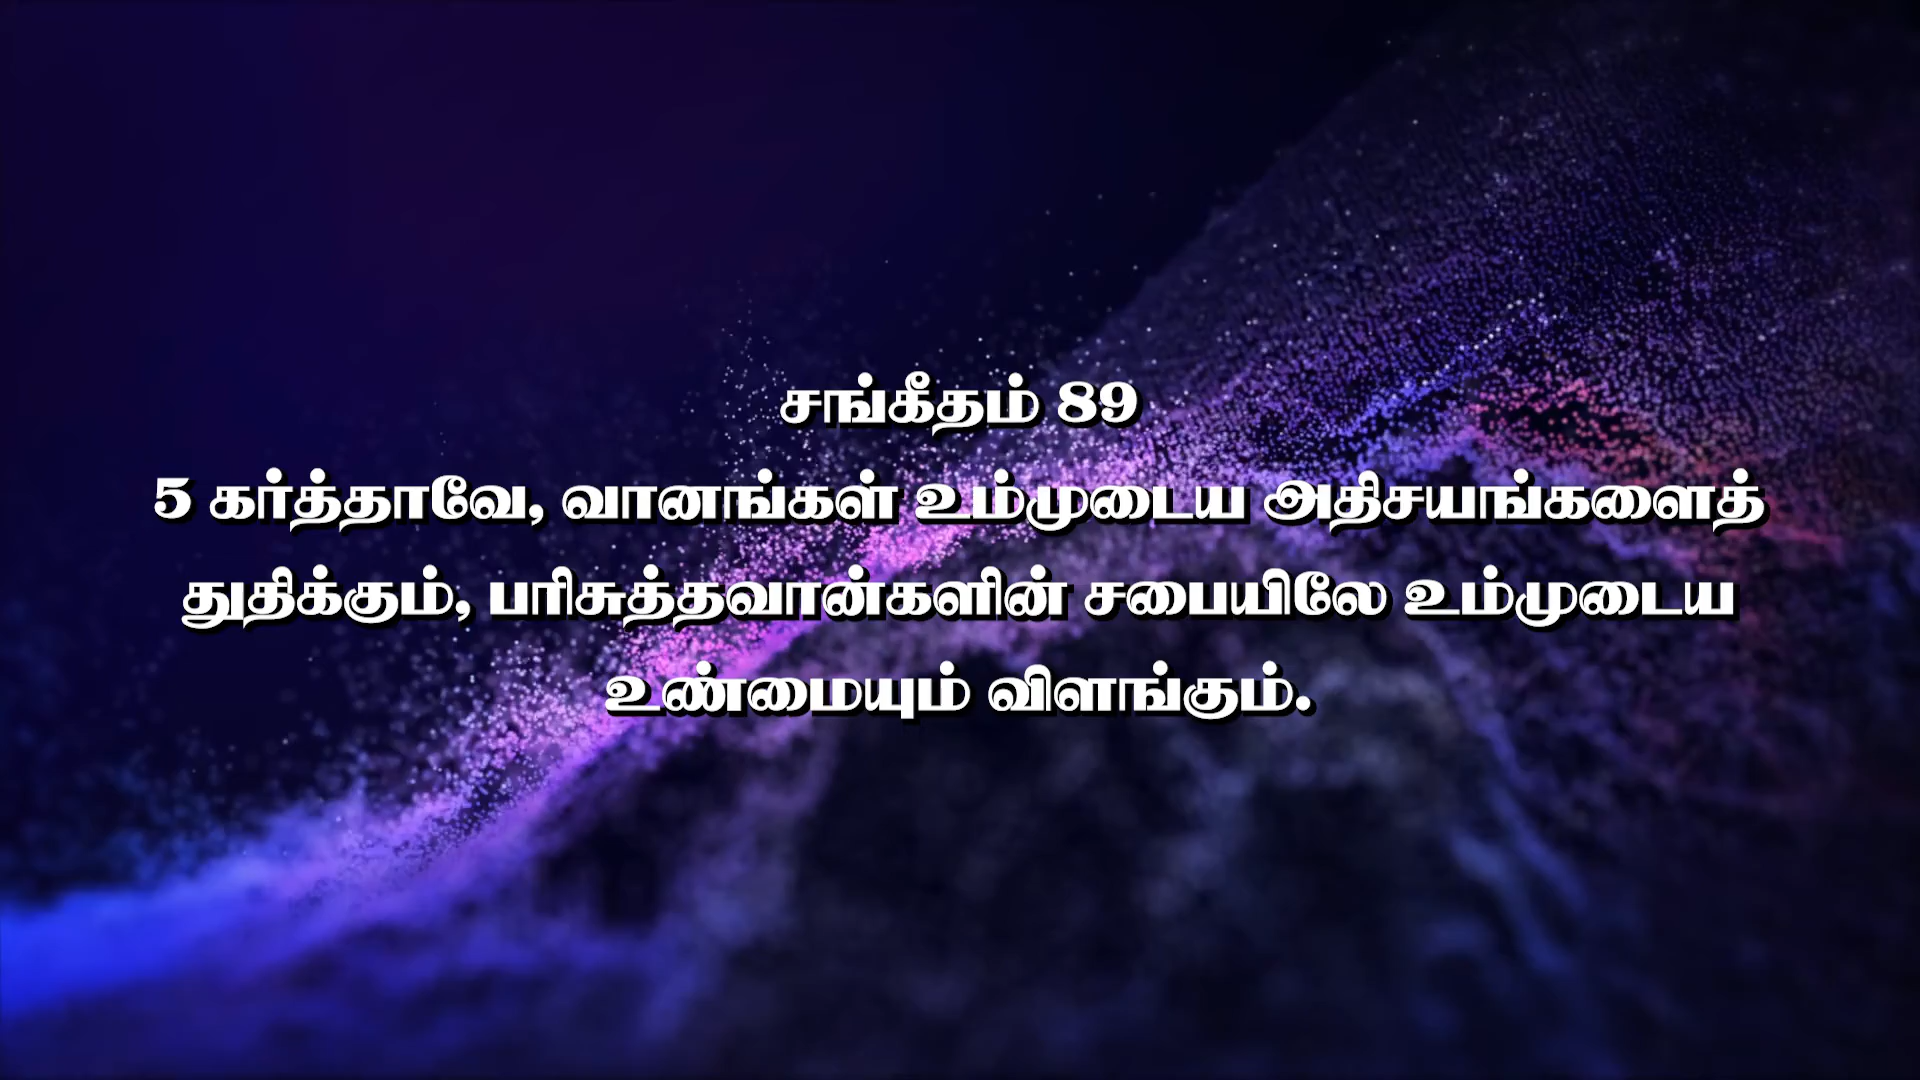 சங்கீதம் 89
5 கர்த்தாவே, வானங்கள் உம்முடைய அதிசயங்களைத்
துதிக்கும், பரிசுத்தவான்களின் சபையிலே உம்முடைய
உண்மையும் விளங்கும்.